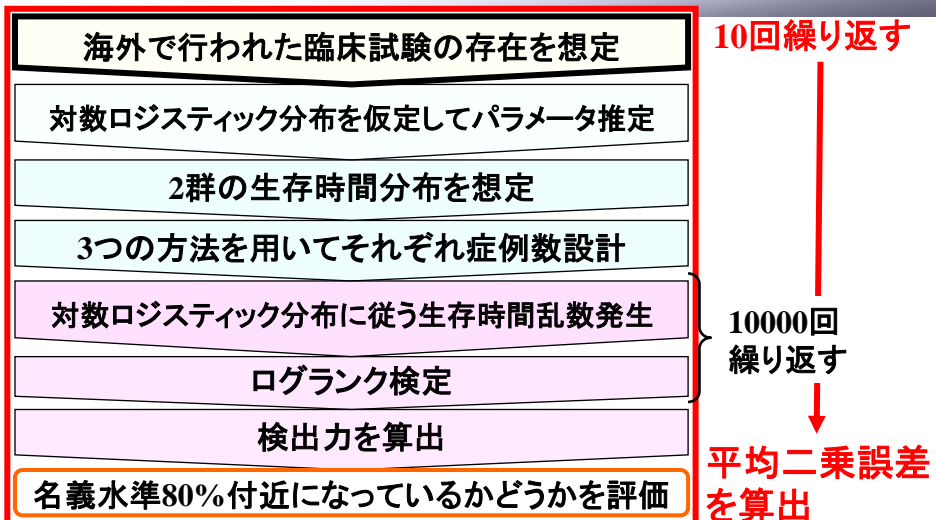 海外で行われた臨床試験の存在を想定
対数ロジスティック分布を仮定してパラメータ推定
2群の生存時間分布を想定
3つの方法を用いてそれぞれ症例数設計
対数ロジスティック分布に従う生存時間乱数発生
ログランク検定
検出力を算出
名義水準80%付近になっているかどうかを評価
10回繰り返す
10000回
繰り返す
平均二乗誤差
を算出